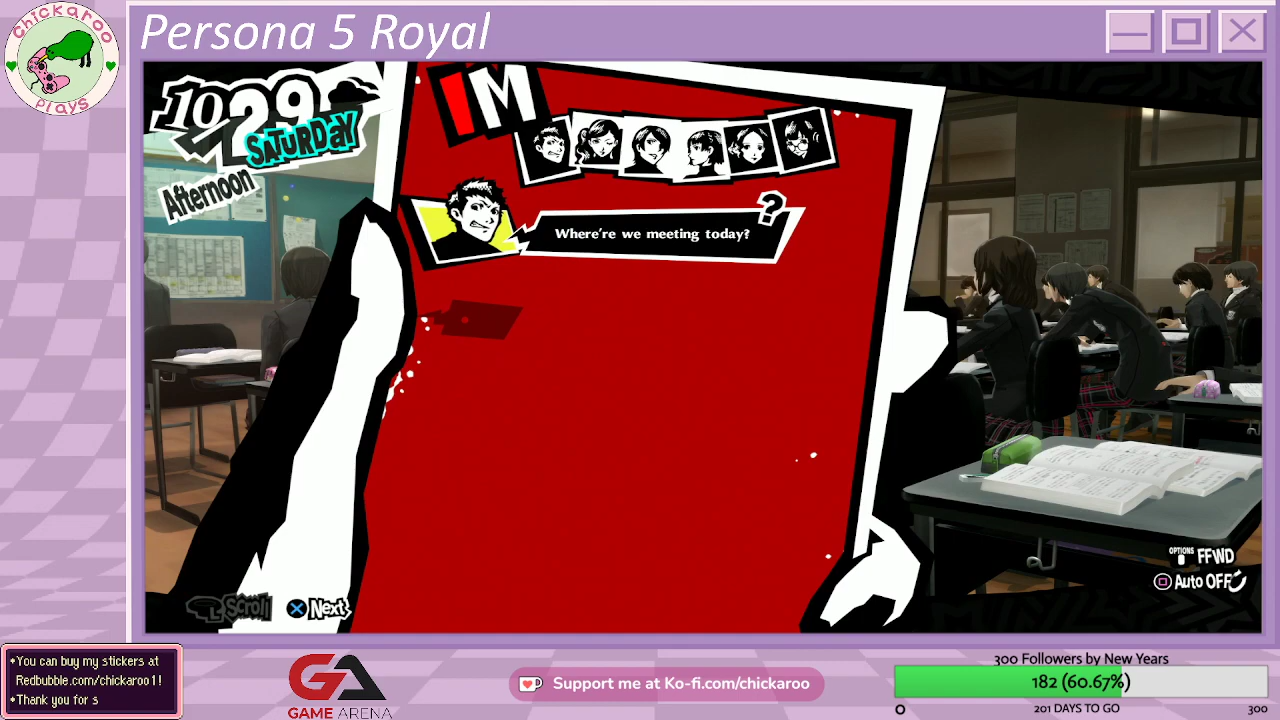 Chickaroo
Plays
Persona 5 Royal
10/29
SATURDAY
Afternoon
IM
Where're we meeting today?
?
OPTIONS FFWD
Auto OFF
L Scroll
Next
•You can buy my stickers at
Redbubble.com/chickaroo11
•Thank you for s
GA
GAME ARENA
Support me at Ko-fi.com/chickaroo
300 Followers by New Years
182 (60.67%)
0
201 DAYS TO GO
300